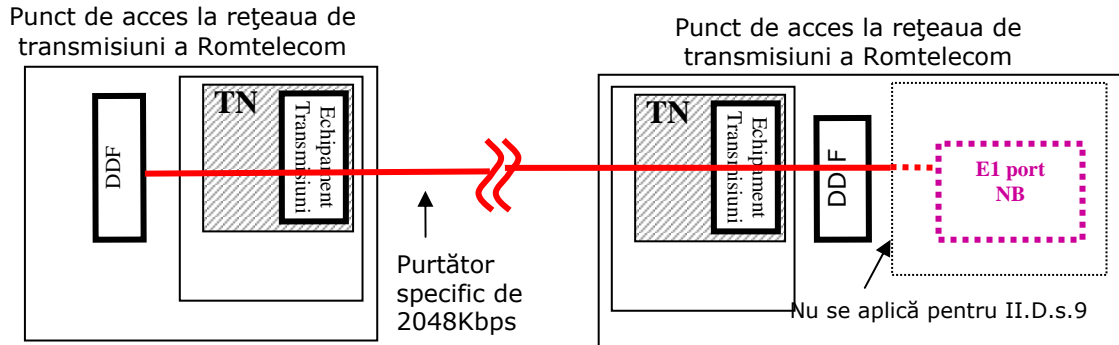 Punct de acces la reţeaua de
transmisiuni a Romtelecom
DDF
TN
Echipament
Transmisiuni
Purtător
specific de
2048Kbps
Punct de acces la reţeaua de
transmisiuni a Romtelecom
TN
Echipament
Transmisiuni
DDF
E1 port
NB
Nu se aplică pentru II.D.s.9